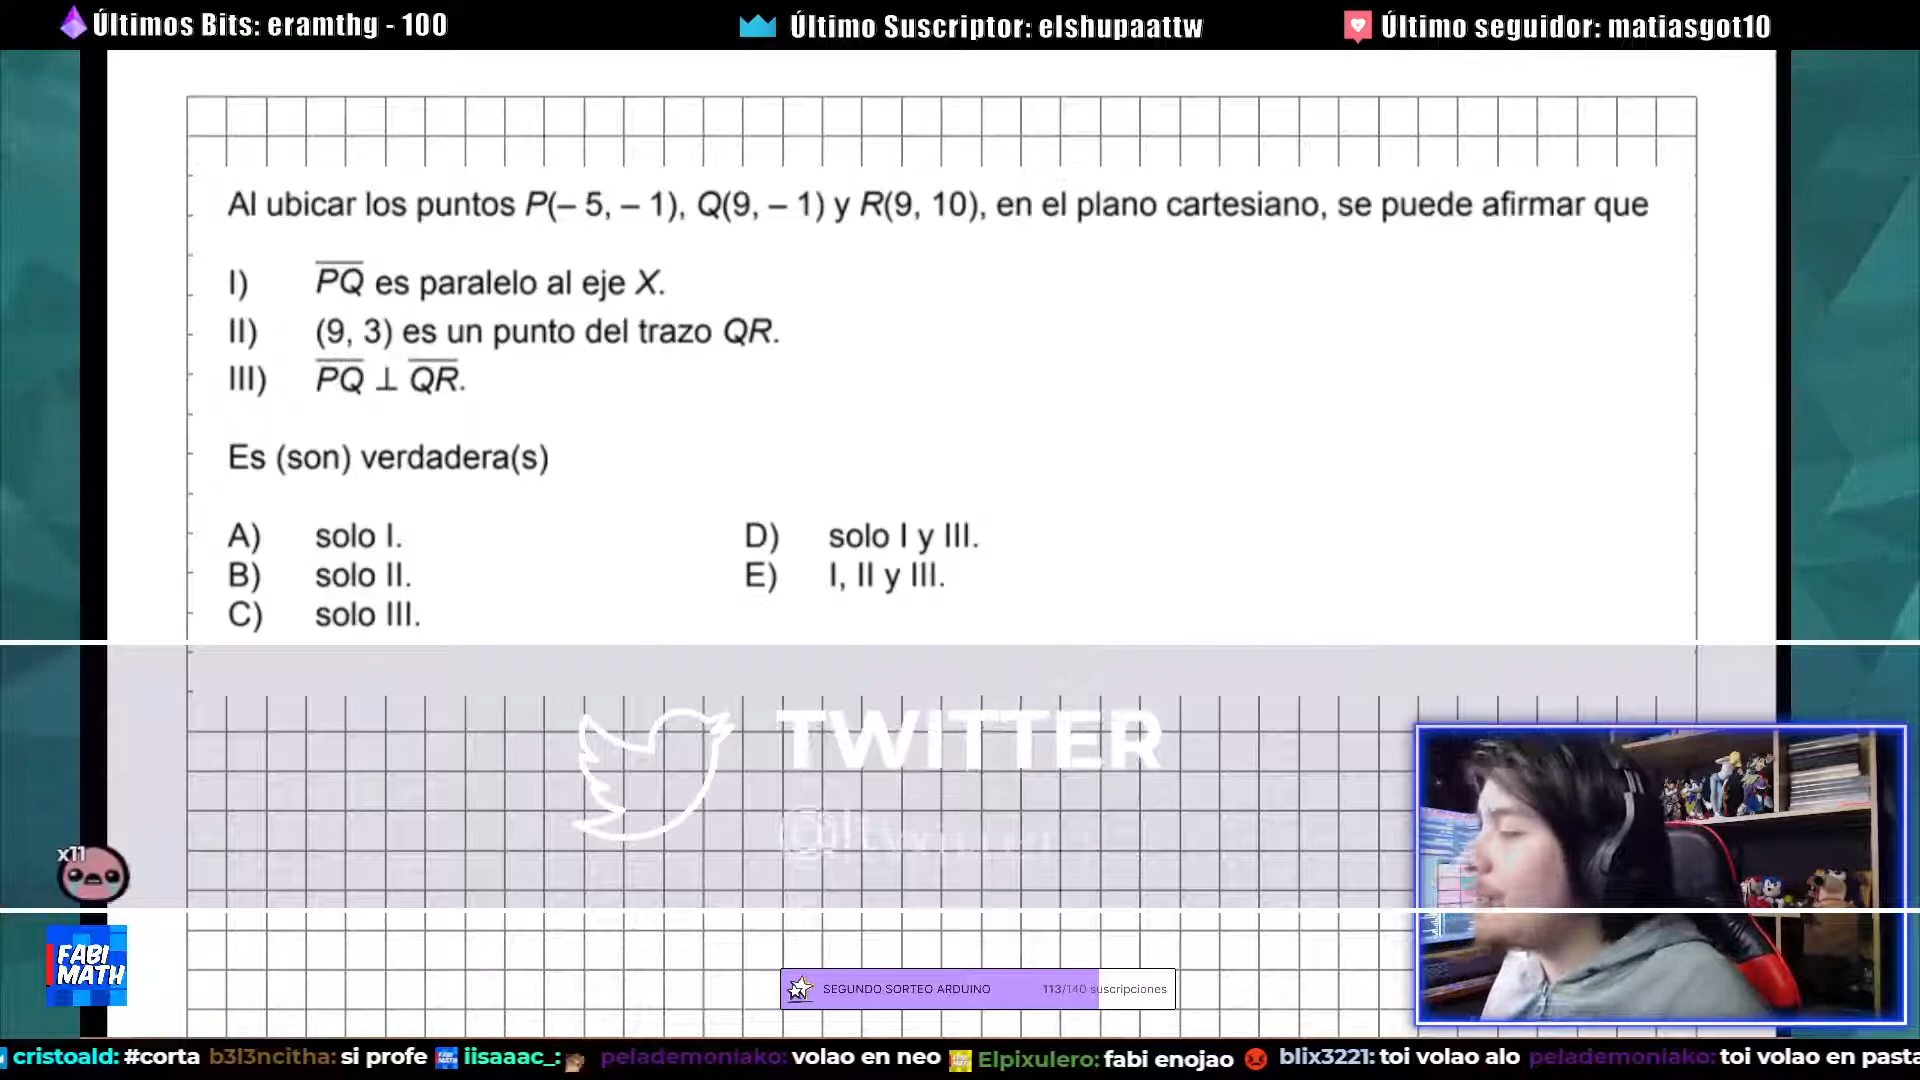 Últimos Bits: eramthg - 100
Último Suscriptor: elshupaattw
Último seguidor: matiasgot10
Al ubicar los puntos P(– 5, – 1), Q(9, – 1) y R(9, 10), en el plano cartesiano, se puede afirmar que
I) PQ es paralelo al eje X.
II) (9, 3) es un punto del trazo QR.
III) PQ ⊥ QR.
Es (son) verdadera(s)
A) solo I.
B) solo II.
C) solo III.
D) solo I y III.
E) I, II y III.
TWITTER
x11
FABI
MATH
SEGUNDO SORTEO ARDUINO 113/140 suscripciones
cristoald: #corta b3l3ncitha: si profe iisaaac_: pelademoniako: volao en neo Elpixulero: fabi enojao blix3221: toi volao alo pelademoniako: toi volao en pasta